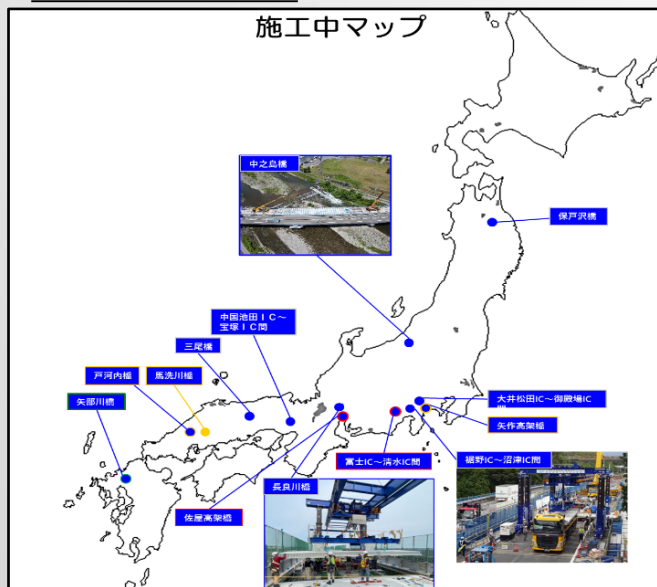 施工中マップ
中之島橋
保戸沢橋
中国池田IC～
宝塚IC間
三尾橋
戸河内橋
馬洗川橋
矢部川橋
大井松田IC～御殿場IC
間
矢作高架橋
富士IC～清水IC間
裾野IC～沼津IC間
長良川橋
佐屋高架橋